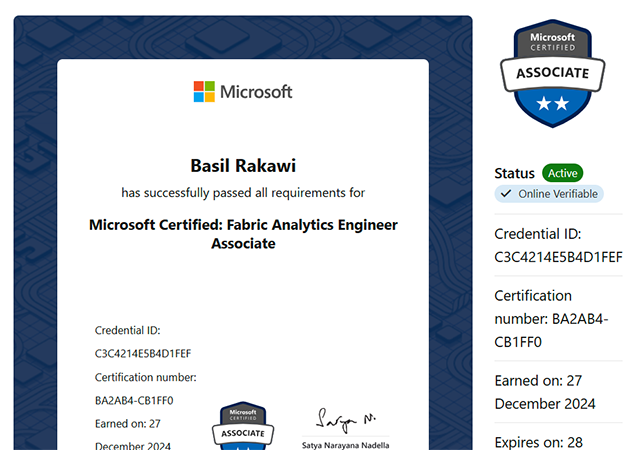 Microsoft
Basil Rakawi
has successfully passed all requirements for
Microsoft Certified: Fabric Analytics Engineer
Associate
Credential ID:
C3C4214E5B4D1FEF
Certification number:
BA2AB4-CB1FF0
Earned on: 27
December 2024
Microsoft
CERTIFIED
ASSOCIATE
Satya N.
Satya Narayana Nadella
Microsoft
CERTIFIED
ASSOCIATE
Status Active
Online Verifiable
Credential ID:
C3C4214E5B4D1FEF
Certification
number: BA2AB4-
CB1FF0
Earned on: 27
December 2024
Expires on: 28